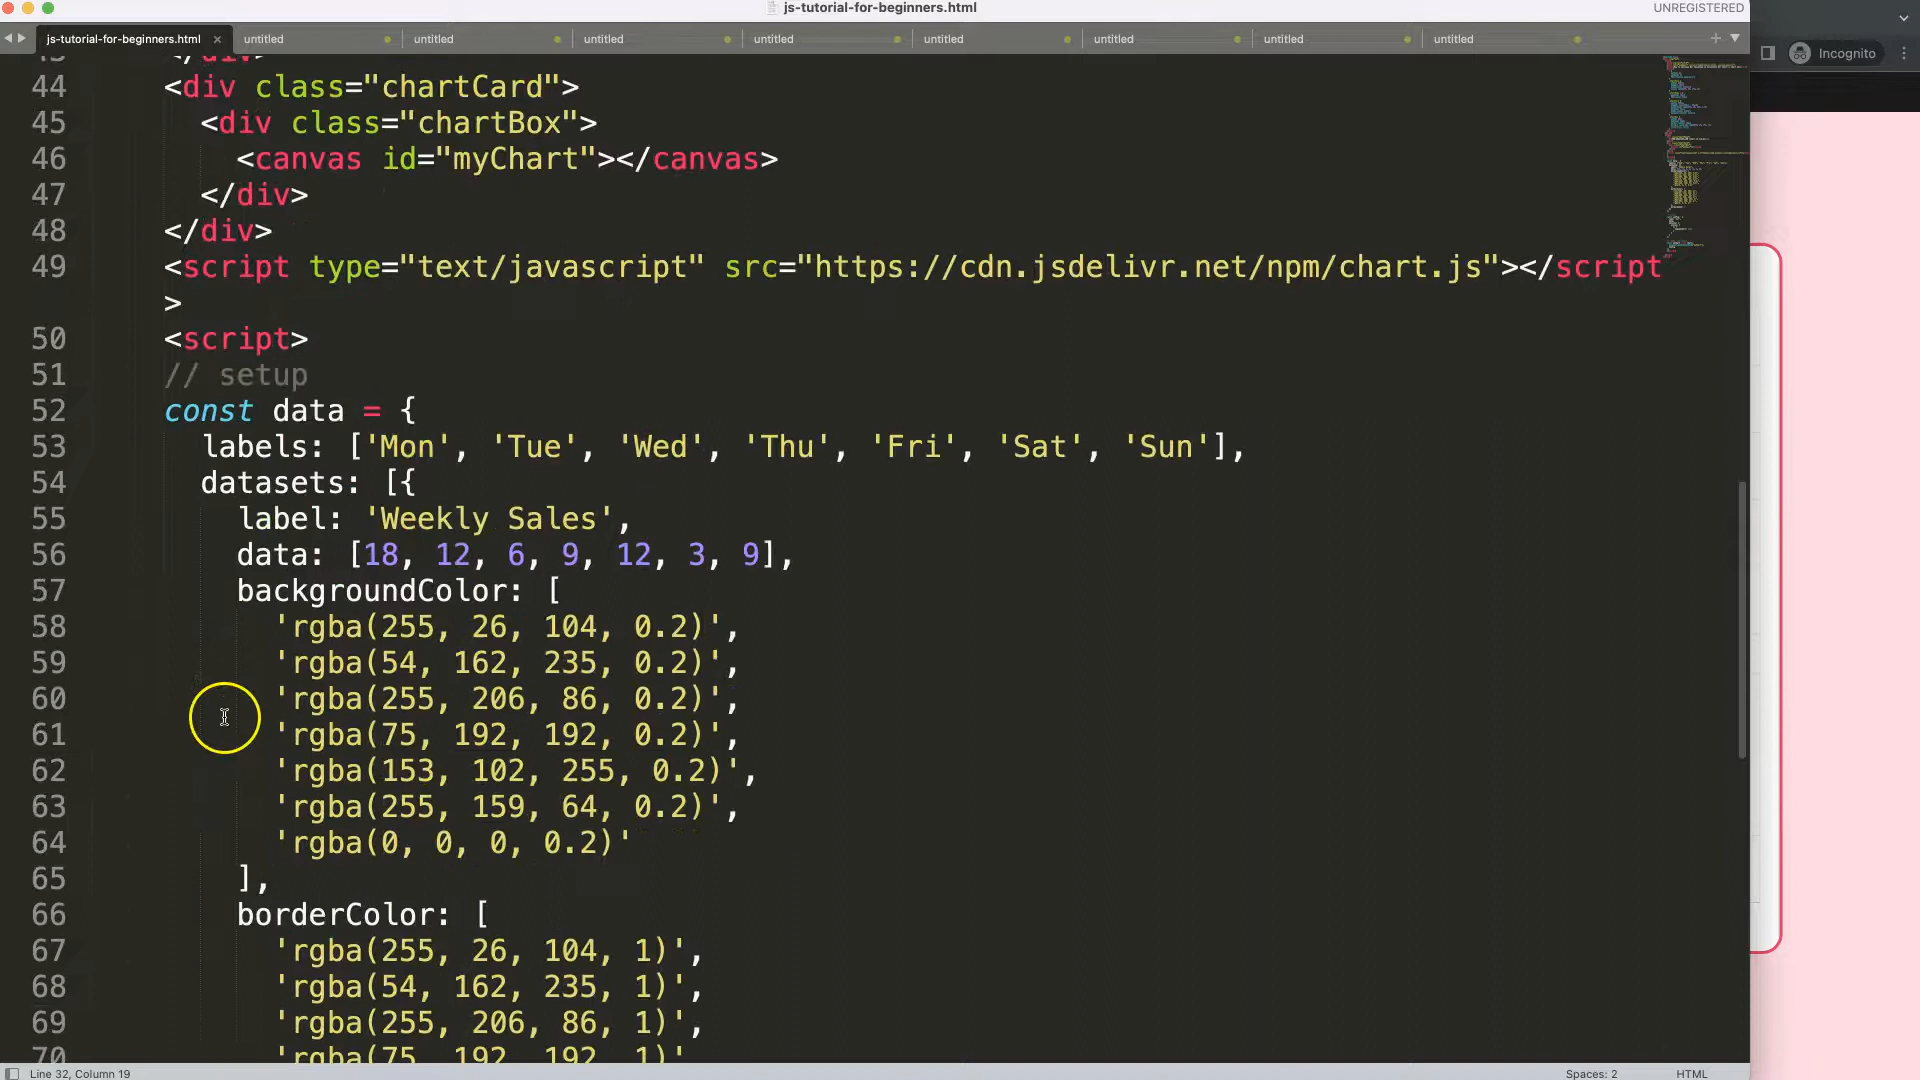 js-tutorial-for-beginners.html
UNREGISTERED
js-tutorial-for-beginners.html × untitled untitled untitled untitled untitled untitled untitled untitled
Incognito
43 </div>
44 <div class="chartCard">
45 <div class="chartBox">
46 <canvas id="myChart"></canvas>
47 </div>
48 </div>
49 <script type="text/javascript" src="https://cdn.jsdelivr.net/npm/chart.js"></script
>
50 <script>
51 // setup
52 const data = {
53 labels: ['Mon', 'Tue', 'Wed', 'Thu', 'Fri', 'Sat', 'Sun'],
54 datasets: [{
55 label: 'Weekly Sales',
56 data: [18, 12, 6, 9, 12, 3, 9],
57 backgroundColor: [
58 'rgba(255, 26, 104, 0.2)',
59 'rgba(54, 162, 235, 0.2)',
60 'rgba(255, 206, 86, 0.2)',
61 'rgba(75, 192, 192, 0.2)',
62 'rgba(153, 102, 255, 0.2)',
63 'rgba(255, 159, 64, 0.2)',
64 'rgba(0, 0, 0, 0.2)'
65 ],
66 borderColor: [
67 'rgba(255, 26, 104, 1)',
68 'rgba(54, 162, 235, 1)',
69 'rgba(255, 206, 86, 1)',
70 'rgba(75, 192, 192, 1)'
Line 32, Column 19
Spaces: 2
HTML